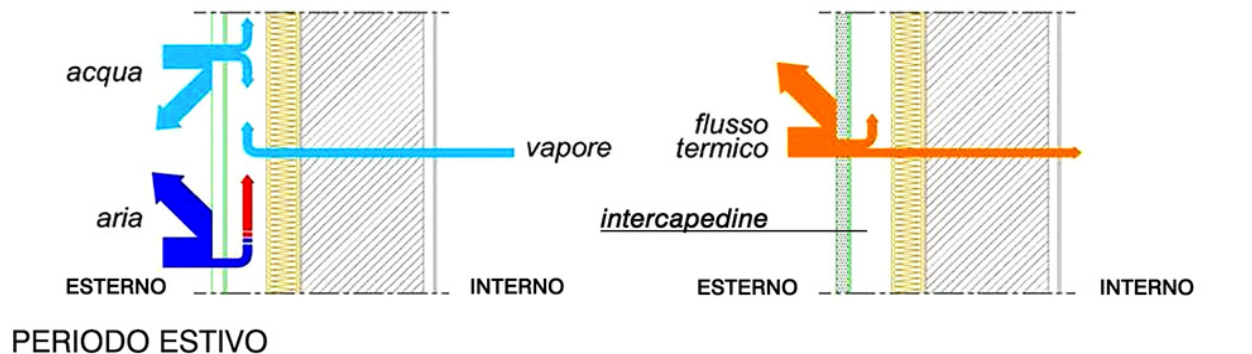 acqua
vapore
aria
ESTERNO
INTERNO
flusso
termico
intercapedine
ESTERNO
INTERNO
PERIODO ESTIVO